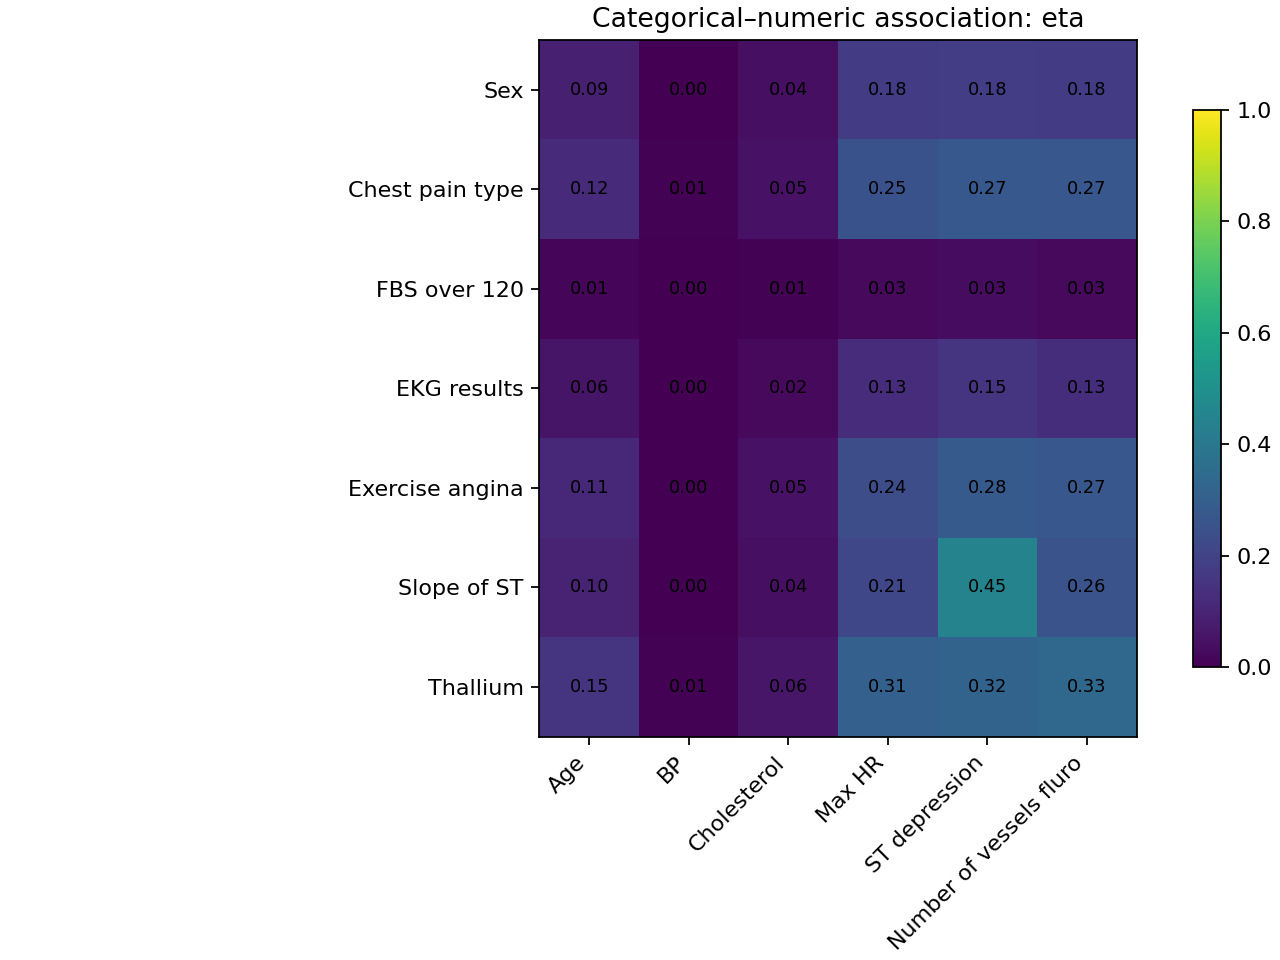 Categorical–numeric association: eta
Sex 0.09 0.00 0.04 0.18 0.18 0.18
Chest pain type 0.12 0.01 0.05 0.25 0.27 0.27
FBS over 120 0.01 0.00 0.01 0.03 0.03 0.03
EKG results 0.06 0.00 0.02 0.13 0.15 0.13
Exercise angina 0.11 0.00 0.05 0.24 0.28 0.27
Slope of ST 0.10 0.00 0.04 0.21 0.45 0.26
Thallium 0.15 0.01 0.06 0.31 0.32 0.33
Age
BP
Cholesterol
Max HR
ST depression
Number of vessels fluro
1.0
0.8
0.6
0.4
0.2
0.0